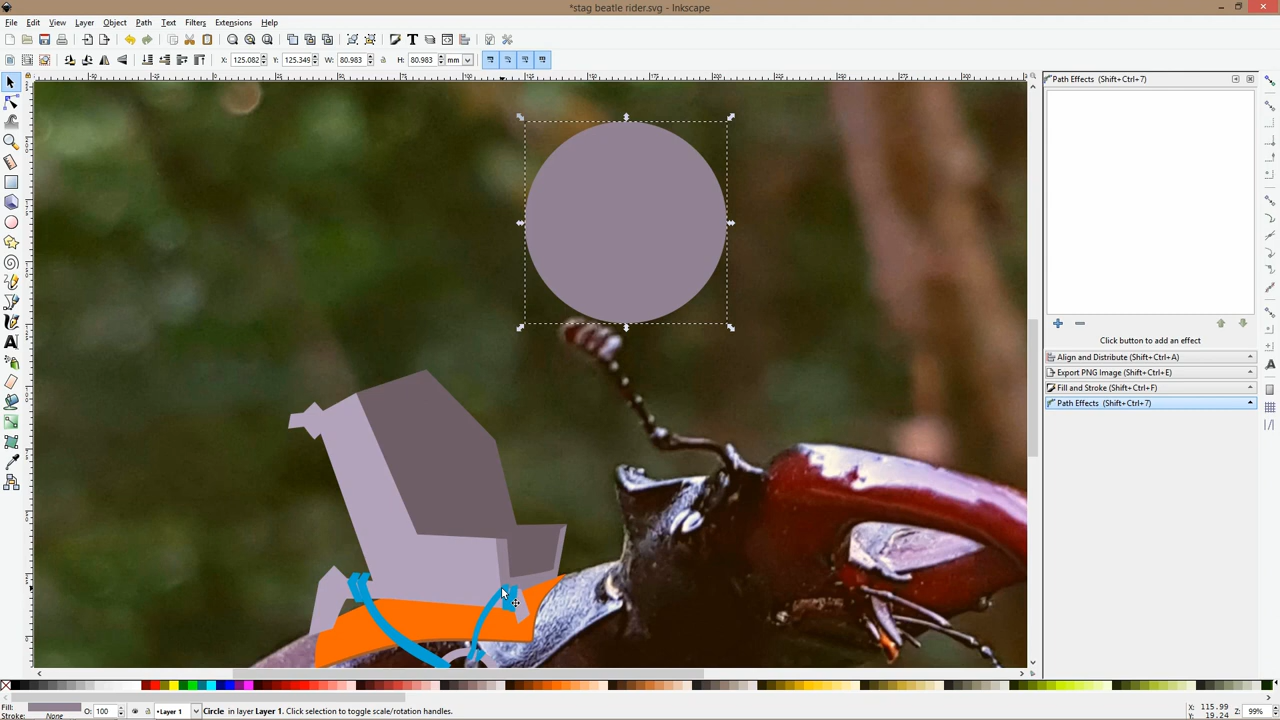 *stag beatle rider.svg - Inkscape
File Edit View Layer Object Path Text Filters Extensions Help
X: 125.082 Y: 125.349 W: 80.983 H: 80.983 mm
Path Effects (Shift+Ctrl+7)
Click button to add an effect
Align and Distribute (Shift+Ctrl+A)
Export PNG Image (Shift+Ctrl+E)
Fill and Stroke (Shift+Ctrl+F)
Path Effects (Shift+Ctrl+7)
Fill: O: 100 •Layer 1 Circle in layer Layer 1. Click selection to toggle scale/rotation handles. X: 115.99 Z: 99%
Stroke: None Y: 19.24